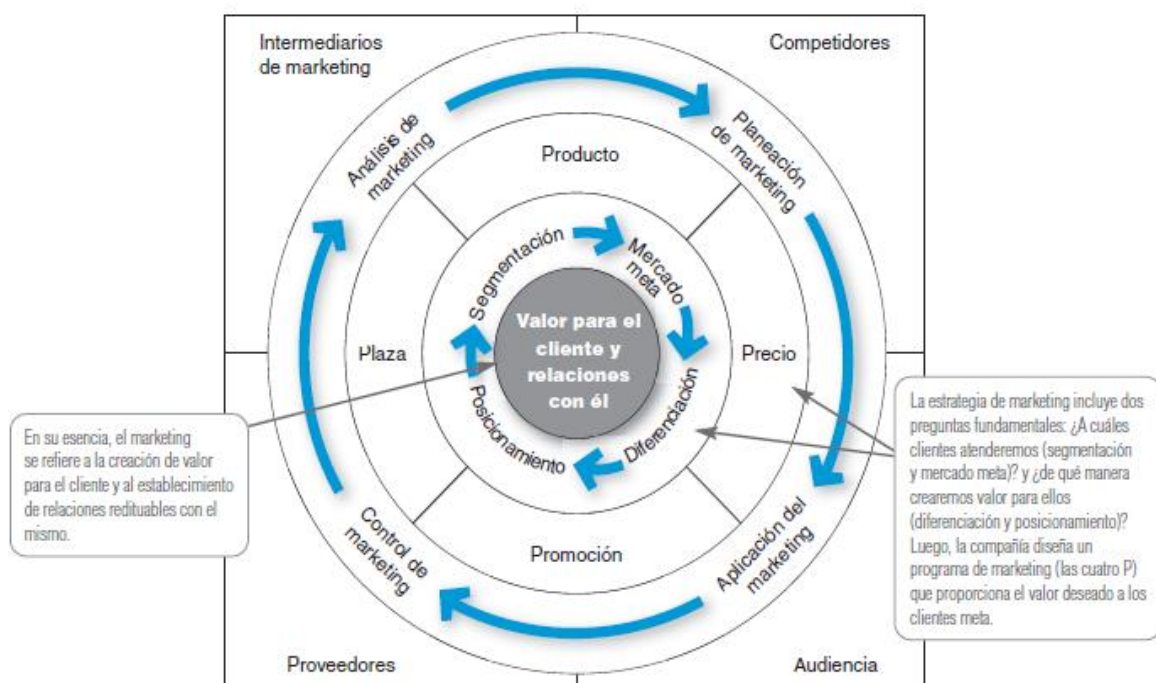 Intermediarios
de marketing
Competidores
Análisis de
marketing
Planeación
de marketing
Producto
Segmentación
Mercado
meta
Valor para el
cliente y
relaciones
con él
Plaza
Precio
Posicionamiento
Diferenciación
En su esencia, el marketing
se refiere a la creación de valor
para el cliente y al establecimiento
de relaciones redituables con el
mismo.
La estrategia de marketing incluye dos
preguntas fundamentales: ¿A cuáles
clientes atenderemos (segmentación
y mercado meta)? y ¿de qué manera
crearemos valor para ellos
(diferenciación y posicionamiento)?
Luego, la compañía diseña un
programa de marketing (las cuatro P)
que proporciona el valor deseado a los
clientes meta.
Control de
marketing
Promoción
Aplicación del
marketing
Proveedores
Audiencia